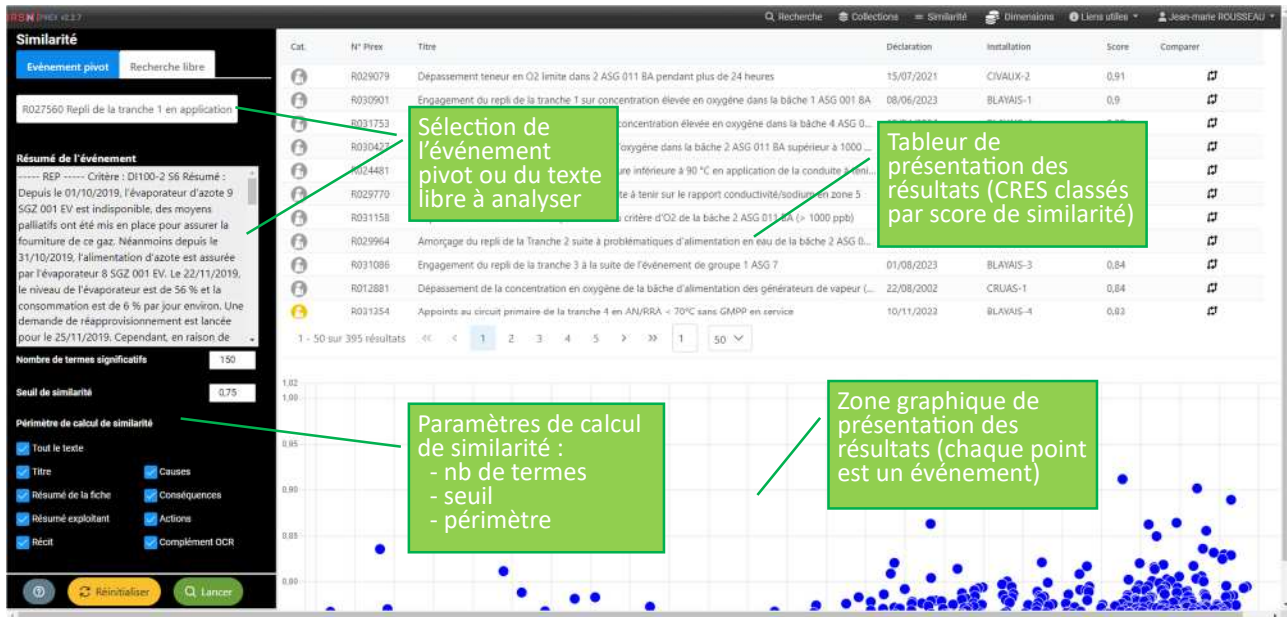 IRSN PIREX v2.2.7
Recherche
Collections
Similarité
Dimensions
Liens utiles
Jean-marie ROUSSEAU
Similarité
Evènement pivot
Recherche libre
R027560 Repli de la tranche 1 en application
Résumé de l'événement
----- REP ----- Critère : DI100-2 S6 Résumé :
Depuis le 01/10/2019, l'évaporateur d'azote 9
SGZ 001 EV est indisponible, des moyens
palliatifs ont été mis en place pour assurer la
fourniture de ce gaz. Néanmoins depuis le
31/10/2019, l'alimentation d'azote est assurée
par l'évaporateur 8 SGZ 001 EV. Le 22/11/2019,
le niveau de l'évaporateur est de 56 % et la
consommation est de 6 % par jour environ. Une
demande de réapprovisionnement est lancée
pour le 25/11/2019. Cependant, en raison de
Nombre de termes significatifs 150
Seuil de similarité 0,75
Périmètre de calcul de similarité
Tout le texte
Titre
Causes
Résumé de la fiche
Conséquences
Résumé exploitant
Actions
Récit
Complément OCR
Réinitialiser
Lancer
Cat. N° Pirex Titre Déclaration Installation Score Comparer
R029079 Dépassement teneur en O2 limite dans 2 ASG 011 BA pendant plus de 24 heures 15/07/2021 CIVAUX-2 0,91
R030901 Engagement du repli de la tranche 1 sur concentration élevée en oxygène dans la bâche 1 ASG 001 BA 08/06/2023 BLAYAIS-1 0,9
R031753 concentration élevée en oxygène dans la bâche 4 ASG 0...
R030427 oxygène dans la bâche 2 ASG 011 BA supérieur à 1000 ...
R024481 ure inférieure à 90 °C en application de la conduite à teni...
R029770 te à tenir sur le rapport conductivité/sodium en zone 5
R031158 critère d'O2 de la bâche 2 ASG 011 BA (> 1000 ppb)
R029964 Amorçage du repli de la Tranche 2 suite à problématiques d'alimentation en eau de la bâche 2 ASG 0...
R031086 Engagement du repli de la tranche 3 à la suite de l'événement de groupe 1 ASG 7 01/08/2023 BLAYAIS-3 0,84
R012881 Dépassement de la concentration en oxygène de la bâche d'alimentation des générateurs de vapeur (... 22/08/2002 CRUAS-1 0,84
R031354 Appoints au circuit primaire de la tranche 4 en AN/RRA < 70°C sans GMPP en service 10/11/2023 BLAYAIS-4 0,83
1 - 50 sur 395 résultats << < 1 2 3 4 5 > >> 1 50
Sélection de
l'événement
pivot ou du texte
libre à analyser
Tableur de
présentation des
résultats (CRES classés
par score de similarité)
Paramètres de calcul
de similarité :
- nb de termes
- seuil
- périmètre
Zone graphique de
présentation des
résultats (chaque point
est un événement)
1,02
1,00
0,95
0,90
0,85
0,80